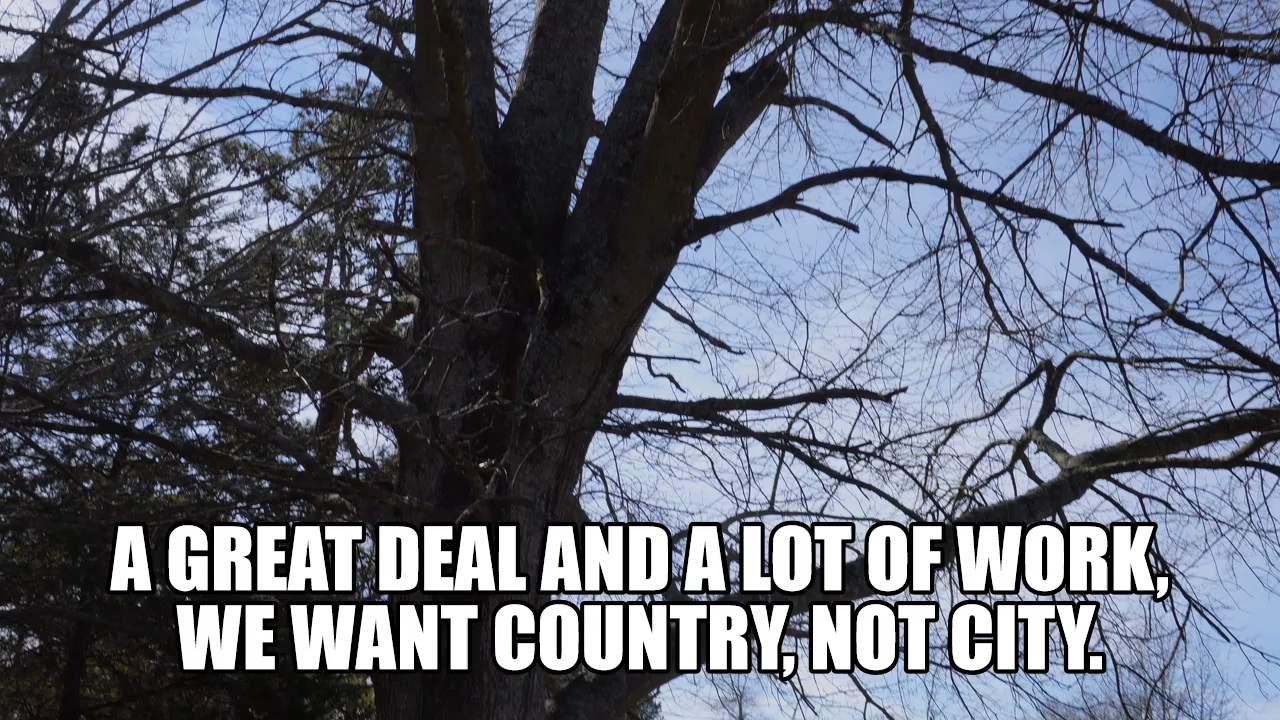 A GREAT DEAL AND A LOT OF WORK,
WE WANT COUNTRY, NOT CITY.